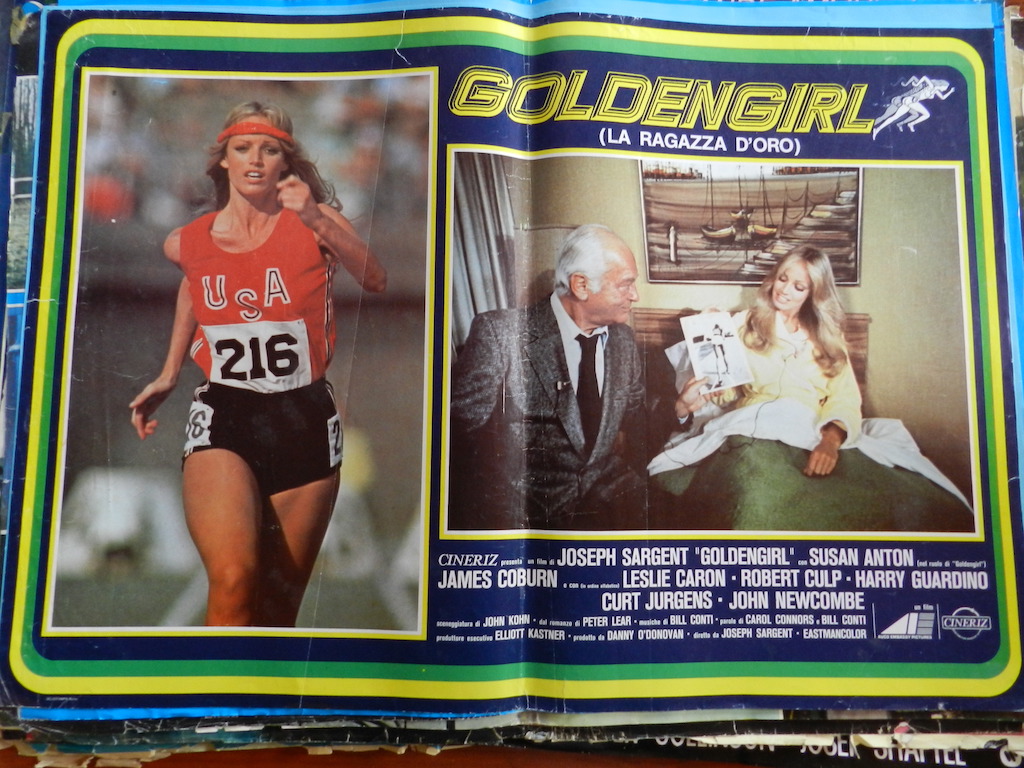 GOLDENGIRL
(LA RAGAZZA D'ORO)
USA
216
CINERIZ presenta un film di JOSEPH SARGENT "GOLDENGIRL" con SUSAN ANTON (nel ruolo di "Goldengirl")
JAMES COBURN e con (in ordine alfabetico) LESLIE CARON · ROBERT CULP · HARRY GUARDINO
CURT JURGENS · JOHN NEWCOMBE
sceneggiatura di JOHN KOHN · dal romanzo di PETER LEAR · musiche di BILL CONTI · parole di CAROL CONNORS e BILL CONTI
produttore esecutivo ELLIOTT KASTNER · prodotto da DANNY O'DONOVAN · diretto da JOSEPH SARGENT · EASTMANCOLOR
un film
AVCO EMBASSY PICTURES
CINERIZ